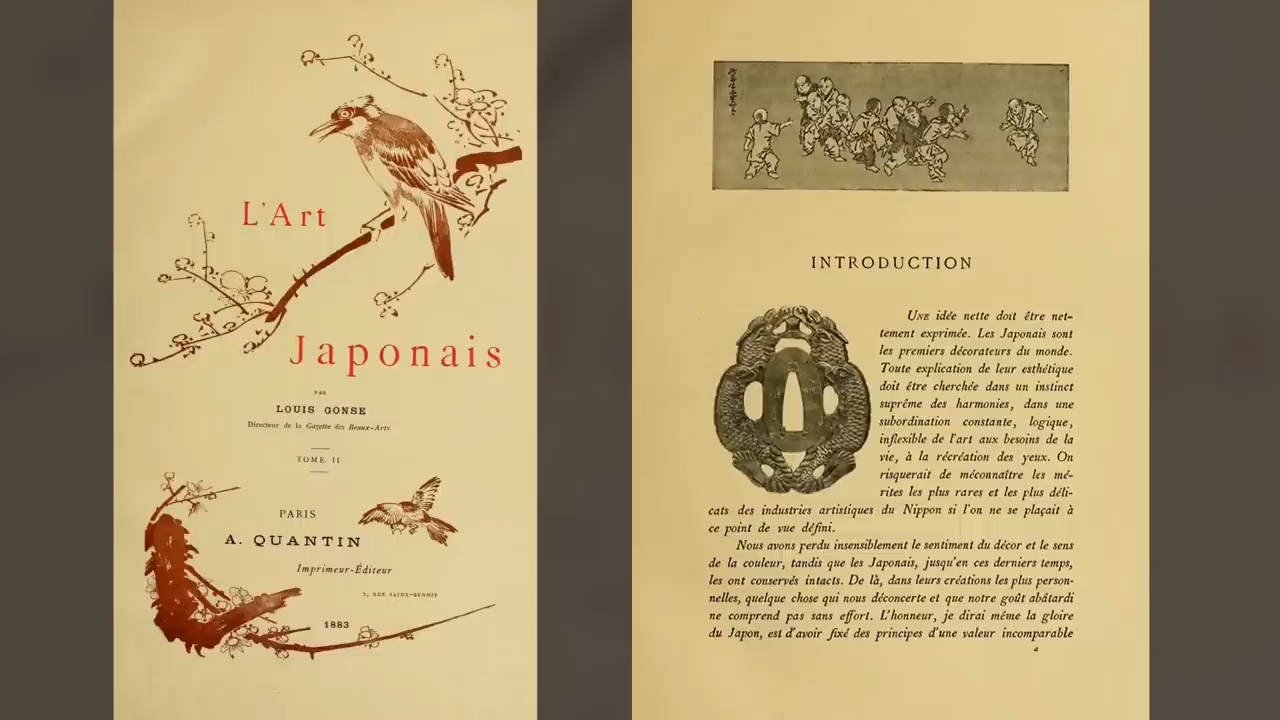 L'Art
Japonais
PAR
LOUIS GONSE
Directeur de la Gazette des Beaux-Arts
TOME II
PARIS
A. QUANTIN
Imprimeur-Éditeur
7, RUE SAINT-BENOIT
1883
INTRODUCTION
UNE idée nette doit être net-
tement exprimée. Les Japonais sont
les premiers décorateurs du monde.
Toute explication de leur esthétique
doit être cherchée dans un instinct
suprême des harmonies, dans une
subordination constante, logique,
inflexible de l'art aux besoins de la
vie, à la récréation des yeux. On
risquerait de méconnaître les mé-
rites les plus rares et les plus déli-
cats des industries artistiques du Nippon si l'on ne se plaçait à
ce point de vue défini.
Nous avons perdu insensiblement le sentiment du décor et le sens
de la couleur, tandis que les Japonais, jusqu'en ces derniers temps,
les ont conservés intacts. De là, dans leurs créations les plus person-
nelles, quelque chose qui nous déconcerte et que notre goût abâtardi
ne comprend pas sans effort. L'honneur, je dirai même la gloire
du Japon, est d'avoir fixé des principes d'une valeur incomparable
a